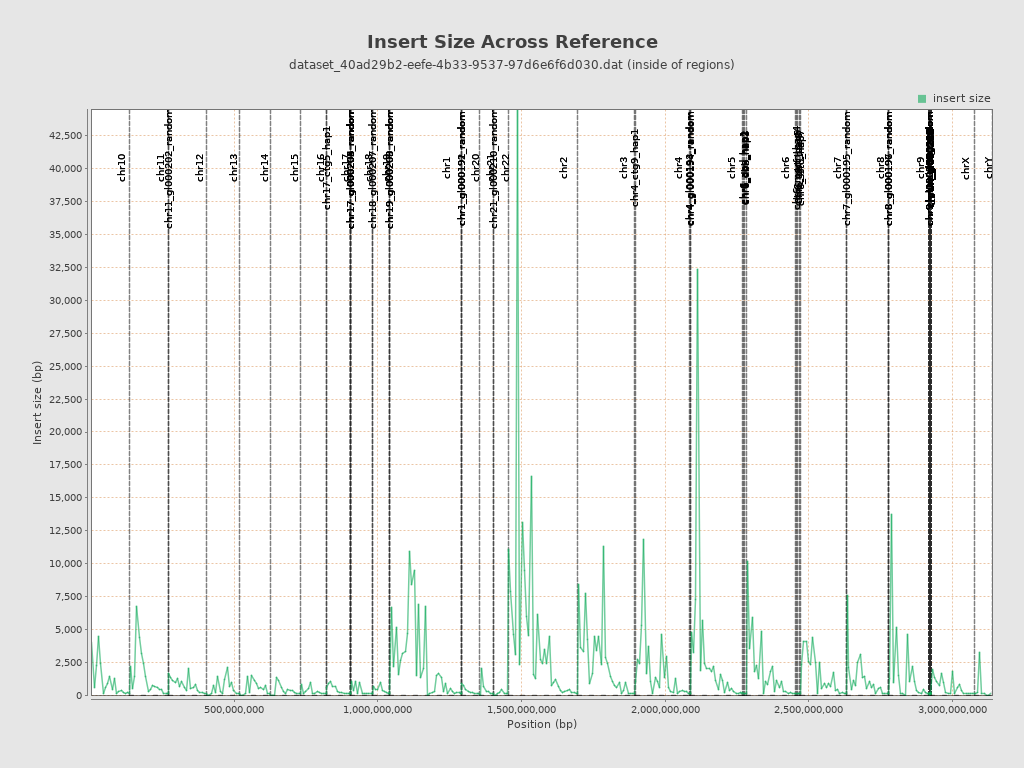 Insert Size Across Reference
dataset_40ad29b2-eefe-4b33-9537-97d6e6f6d030.dat (inside of regions)
insert size
Insert size (bp)
42,500
40,000
37,500
35,000
32,500
30,000
27,500
25,000
22,500
20,000
17,500
15,000
12,500
10,000
7,500
5,000
2,500
0
chr10
chr11
chr11_gl000202_random
chr12
chr13
chr14
chr15
chr16
chr17_ctg5_hap1
chr1
chr1_gl000192_random
chr20
chr21_gl000210_random
chr22
chr2
chr3
chr4_ctg9_hap1
chr4
chr4_gl000193_random
chr5
chr6
chr7
chr7_gl000195_random
chr8
chr9
chrX
chrY
500,000,000
1,000,000,000
1,500,000,000
2,000,000,000
2,500,000,000
3,000,000,000
Position (bp)